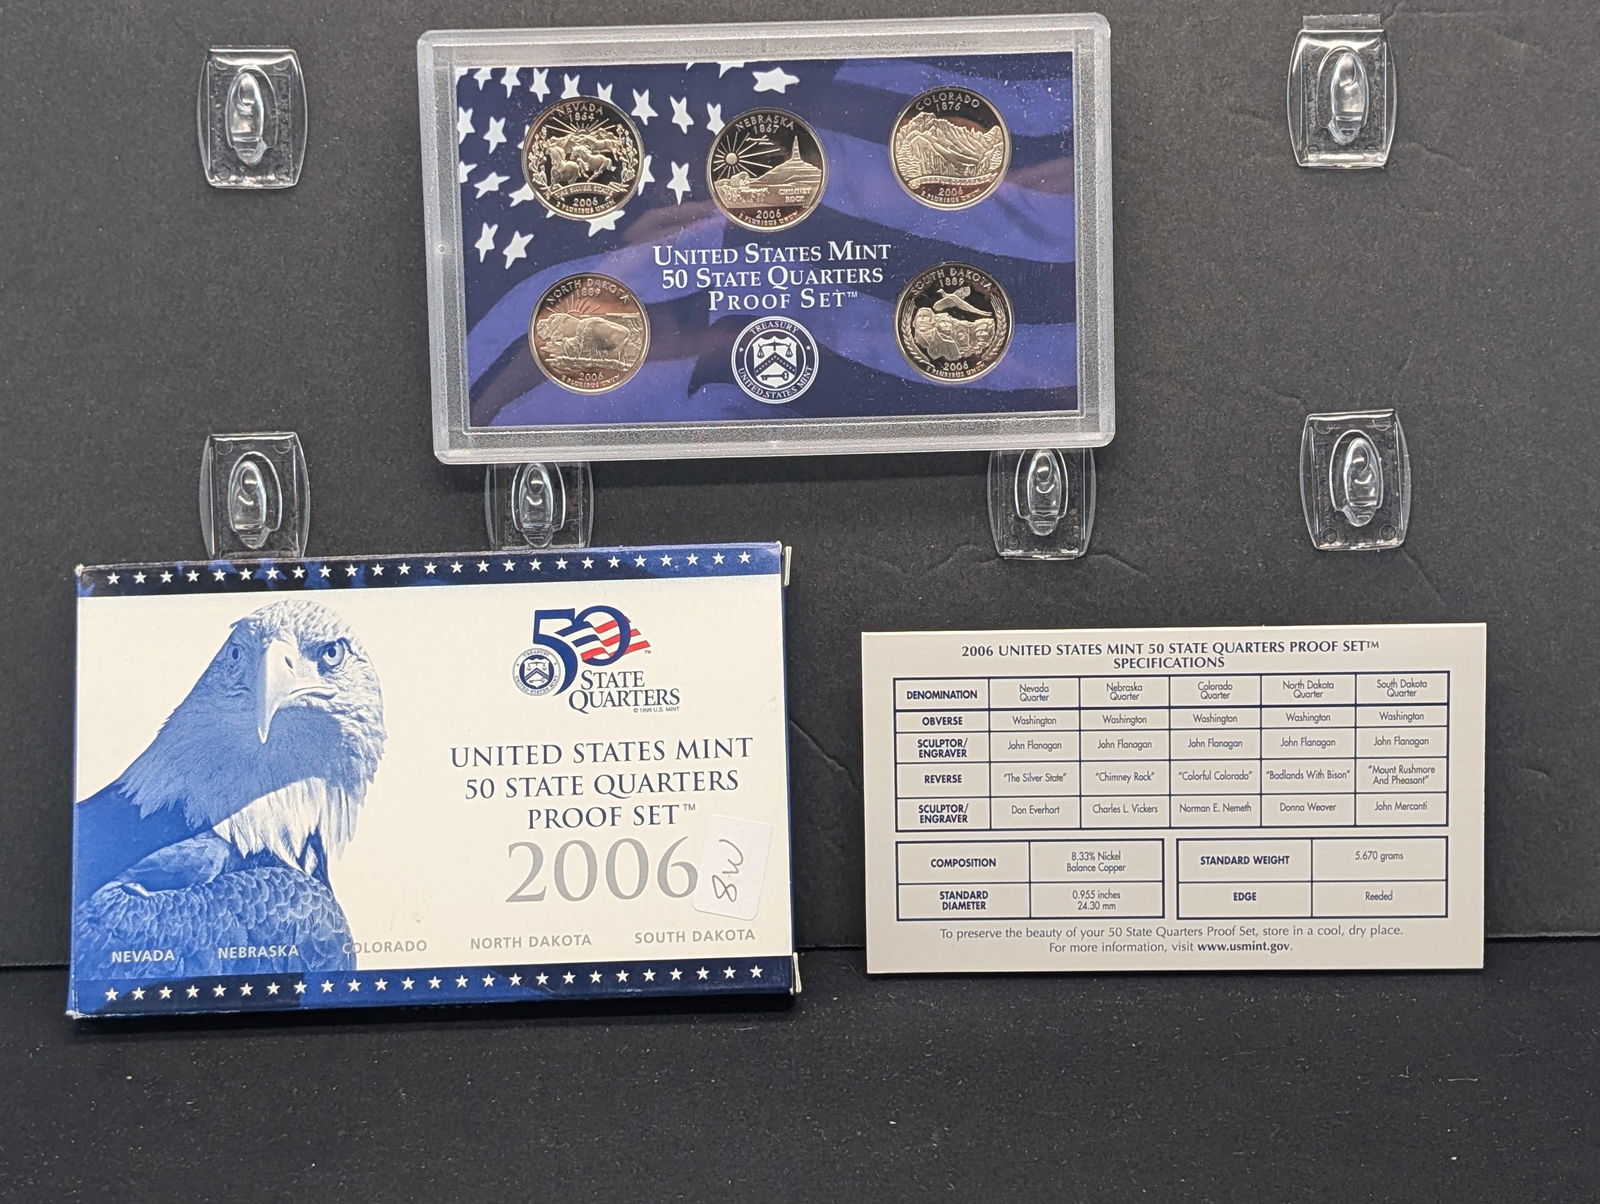 NEVADA
1864
THE SILVER STATE
2006
E PLURIBUS UNUM
NEBRASKA
1867
CHIMNEY
ROCK
2006
E PLURIBUS UNUM
COLORADO
1876
2006
E PLURIBUS UNUM
UNITED STATES MINT
50 STATE QUARTERS
PROOF SET™
NORTH DAKOTA
1889
2006
E PLURIBUS UNUM
TREASURY
UNITED STATES MINT
SOUTH DAKOTA
1889
2006
E PLURIBUS UNUM
50
STATE
QUARTERS
© 1998 U.S. MINT
UNITED STATES MINT
50 STATE QUARTERS
PROOF SET™
2006
NEVADA NEBRASKA COLORADO NORTH DAKOTA SOUTH DAKOTA
2006 UNITED STATES MINT 50 STATE QUARTERS PROOF SET™
SPECIFICATIONS
DENOMINATION Nevada Quarter Nebraska Quarter Colorado Quarter North Dakota Quarter South Dakota Quarter
OBVERSE Washington Washington Washington Washington Washington
SCULPTOR/ENGRAVER John Flanagan John Flanagan John Flanagan John Flanagan John Flanagan
REVERSE "The Silver State" "Chimney Rock" "Colorful Colorado" "Badlands With Bison" "Mount Rushmore And Pheasant"
SCULPTOR/ENGRAVER Don Everhart Charles L. Vickers Norman E. Nemeth Donna Weaver John Mercanti
COMPOSITION 8.33% Nickel Balance Copper
STANDARD WEIGHT 5.670 grams
STANDARD DIAMETER 0.955 inches 24.30 mm
EDGE Reeded
To preserve the beauty of your 50 State Quarters Proof Set, store in a cool, dry place.
For more information, visit www.usmint.gov.